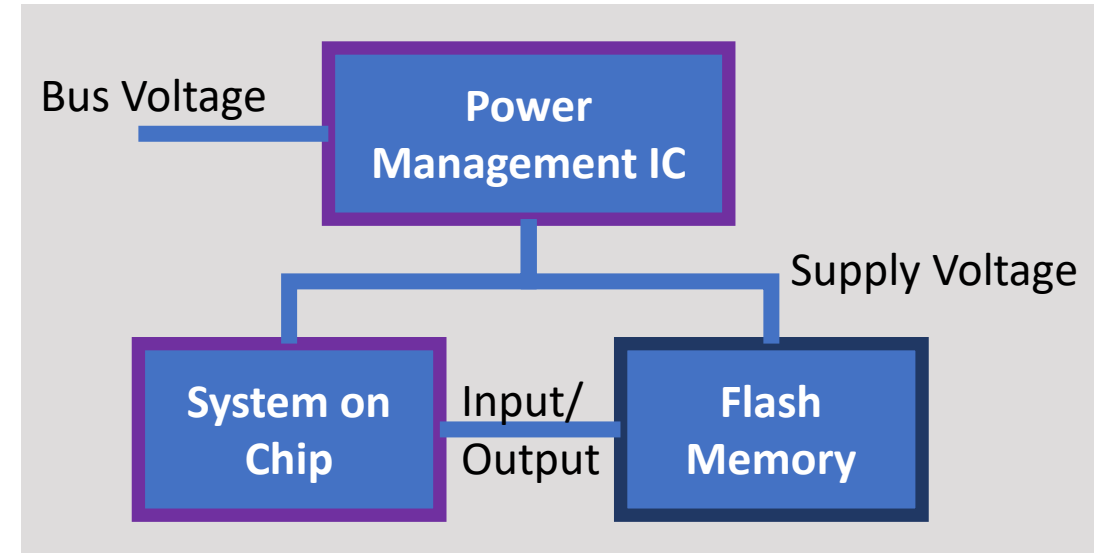 Bus Voltage
Power
Management IC
Supply Voltage
System on
Chip
Input/
Output
Flash
Memory